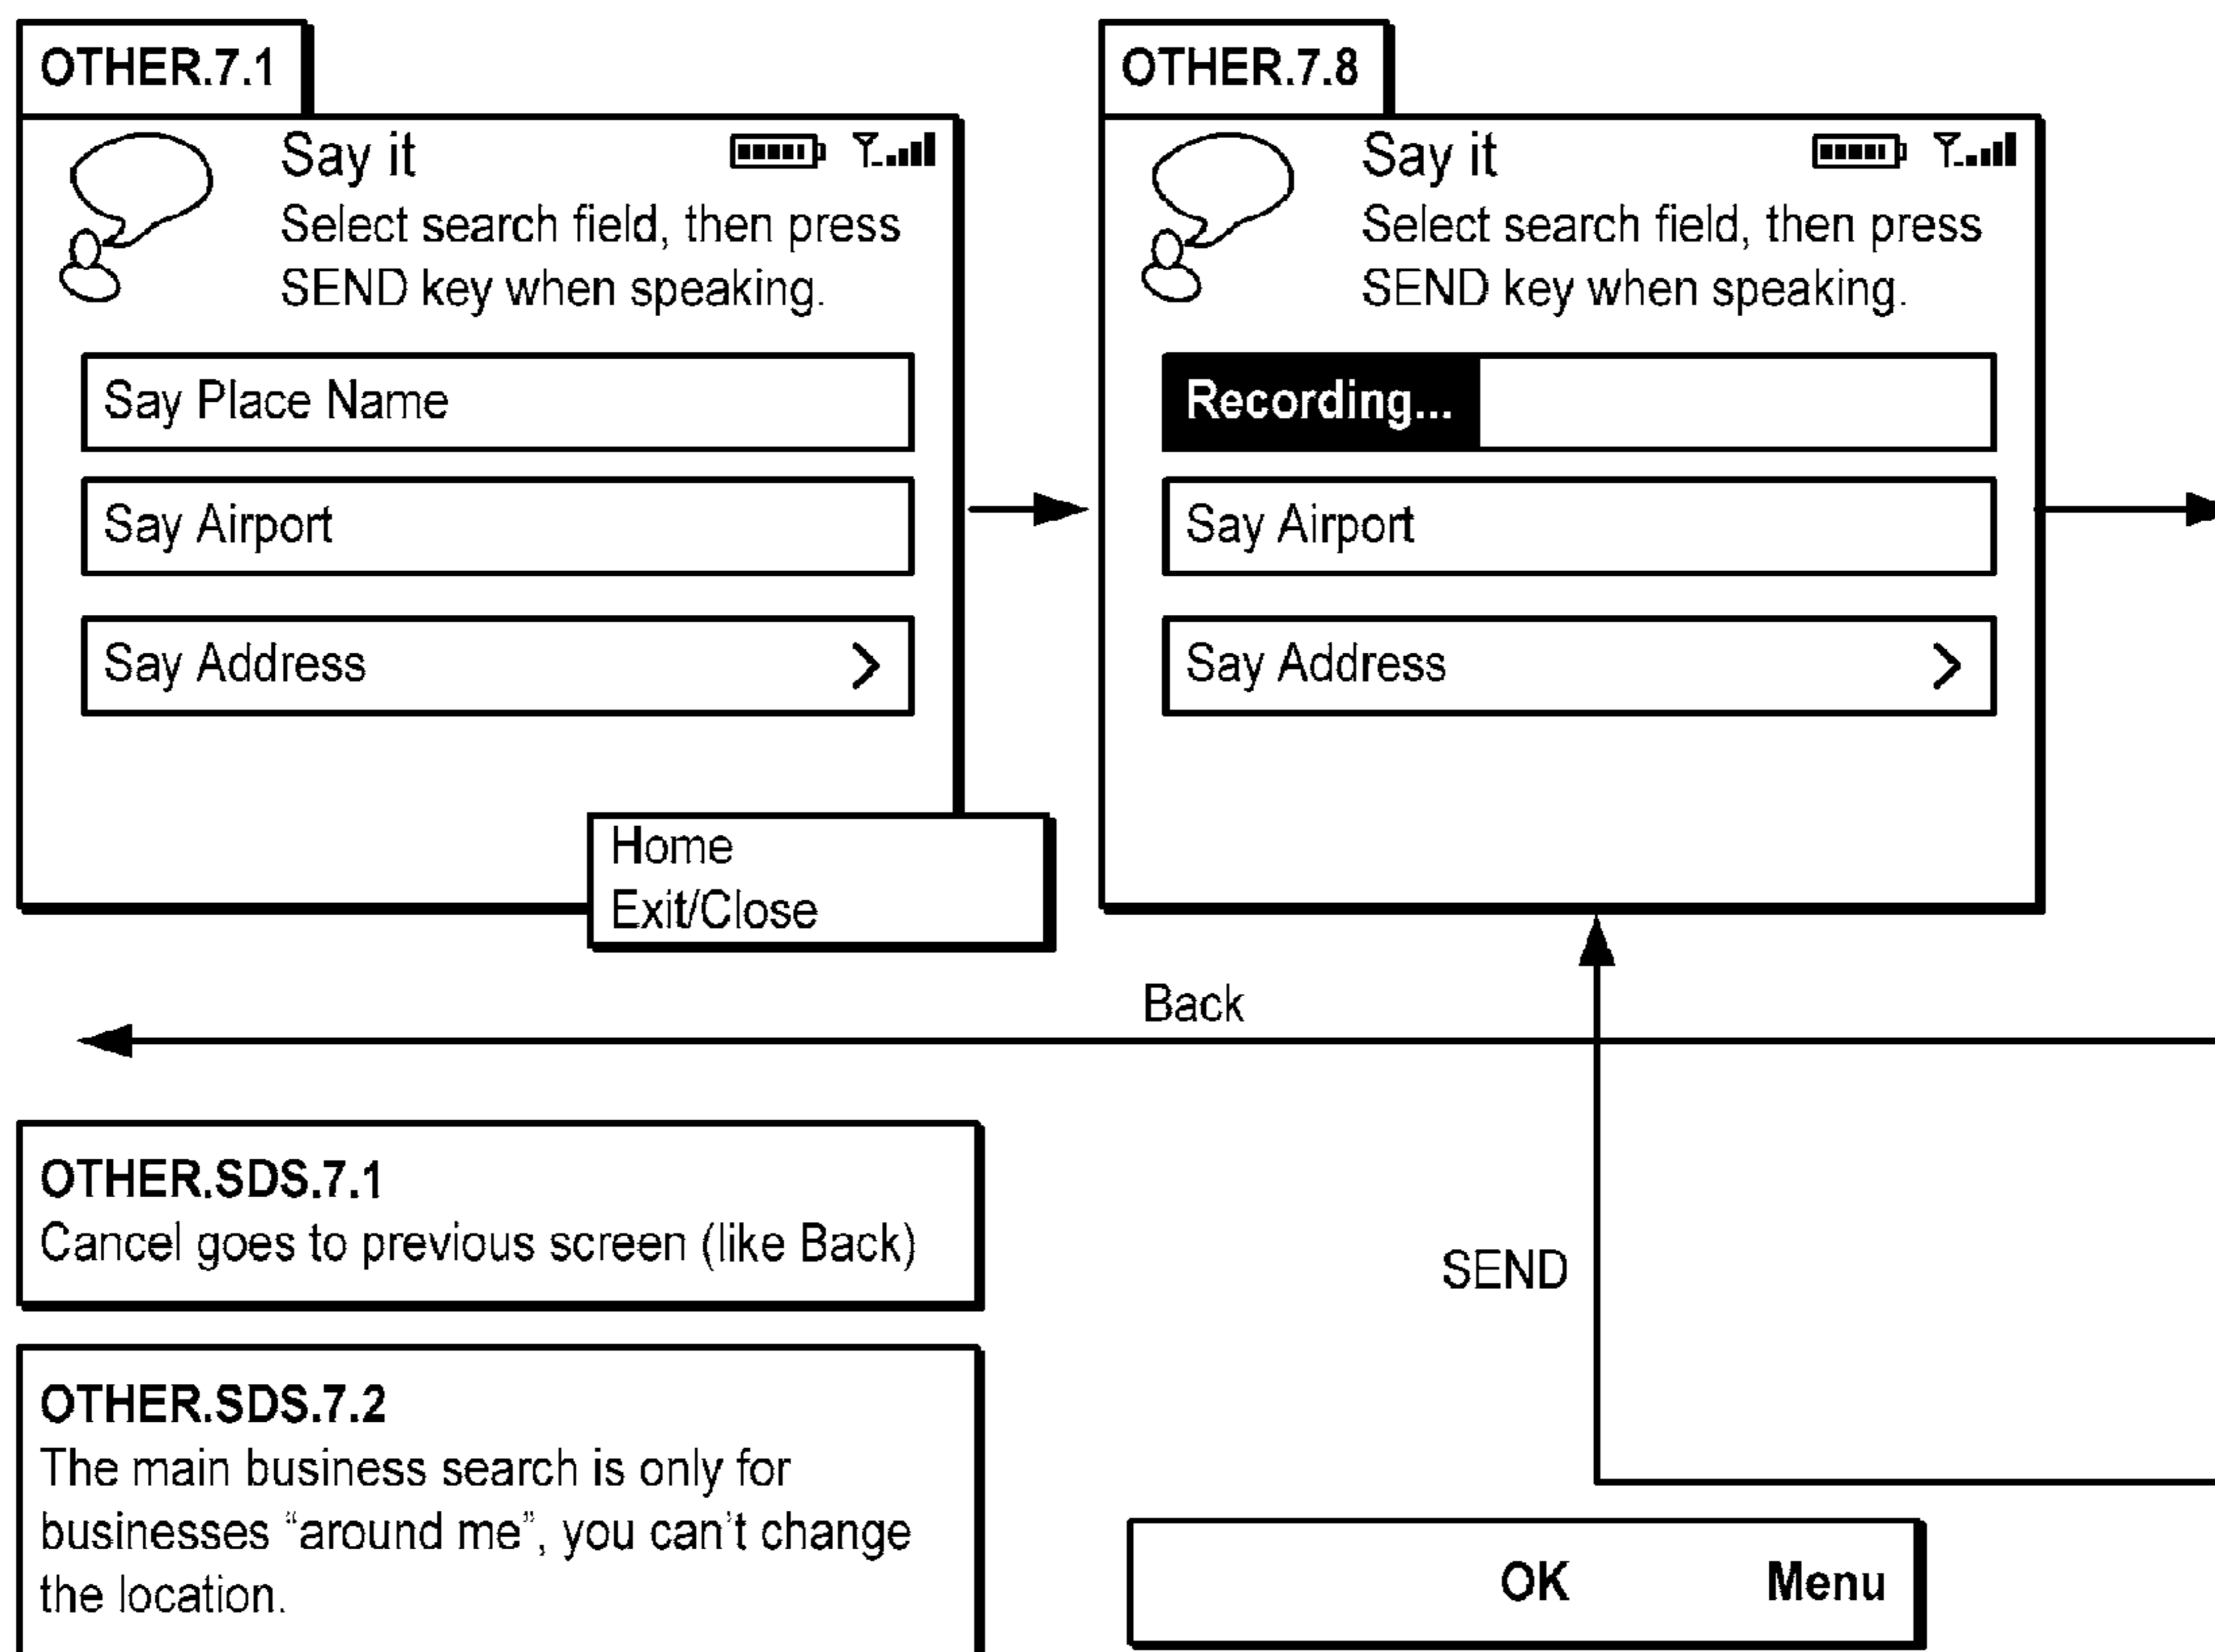 OTHER.7.1
Say it
Select search field, then press
SEND key when speaking.
Say Place Name
Say Airport
Say Address
Home
Exit/Close
OTHER.7.8
Say it
Select search field, then press
SEND key when speaking.
Recording...
Say Airport
Say Address
Back
OTHER.SDS.7.1
Cancel goes to previous screen (like Back)
SEND
OTHER.SDS.7.2
The main business search is only for
businesses “around me”, you can't change
the location.
OK Menu